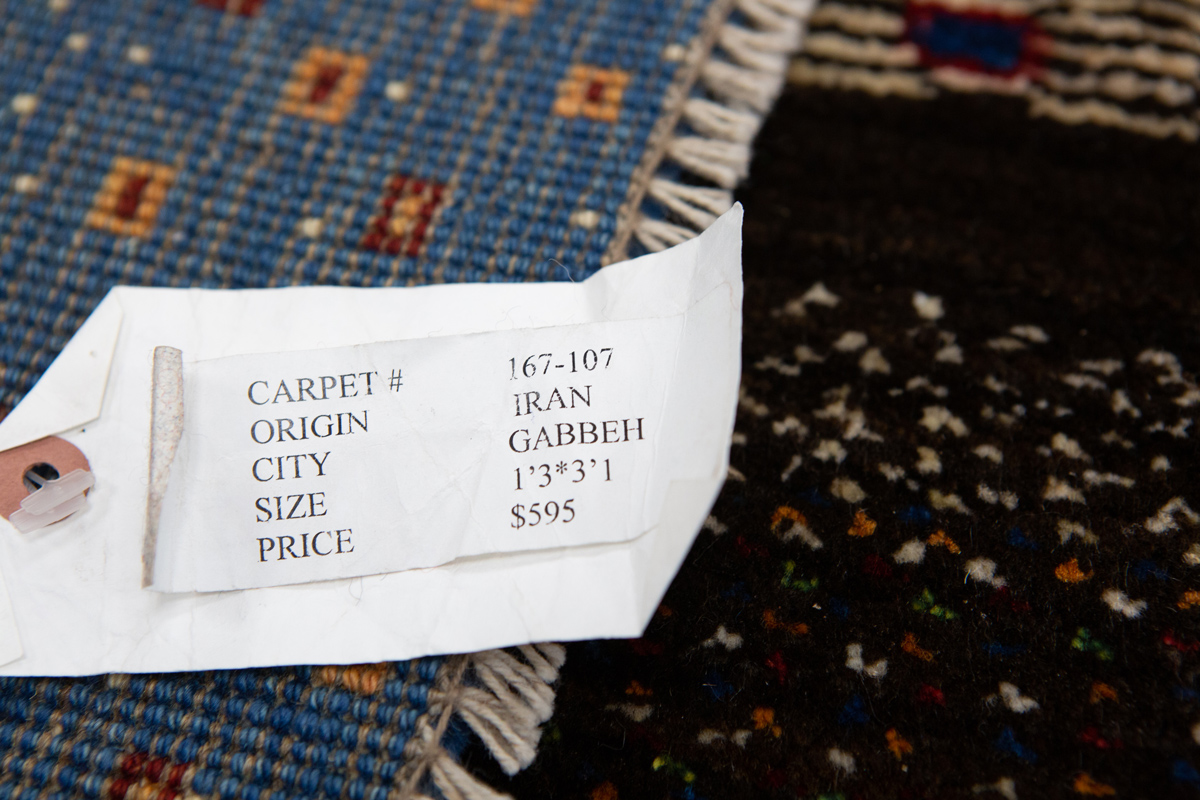 CARPET # 167-107
ORIGIN IRAN
CITY GABBEH
SIZE 1'3*3'1
PRICE $595